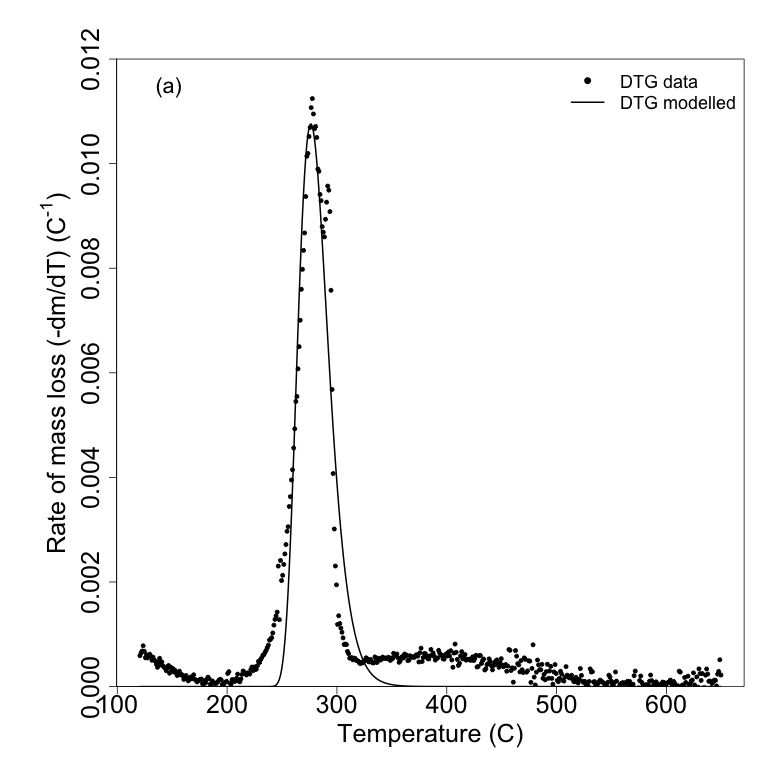 (a)
DTG data
DTG modelled
0.012
0.010
0.008
0.006
0.004
0.002
0.000
Rate of mass loss (-dm/dT) (C⁻¹)
100 200 300 400 500 600
Temperature (C)